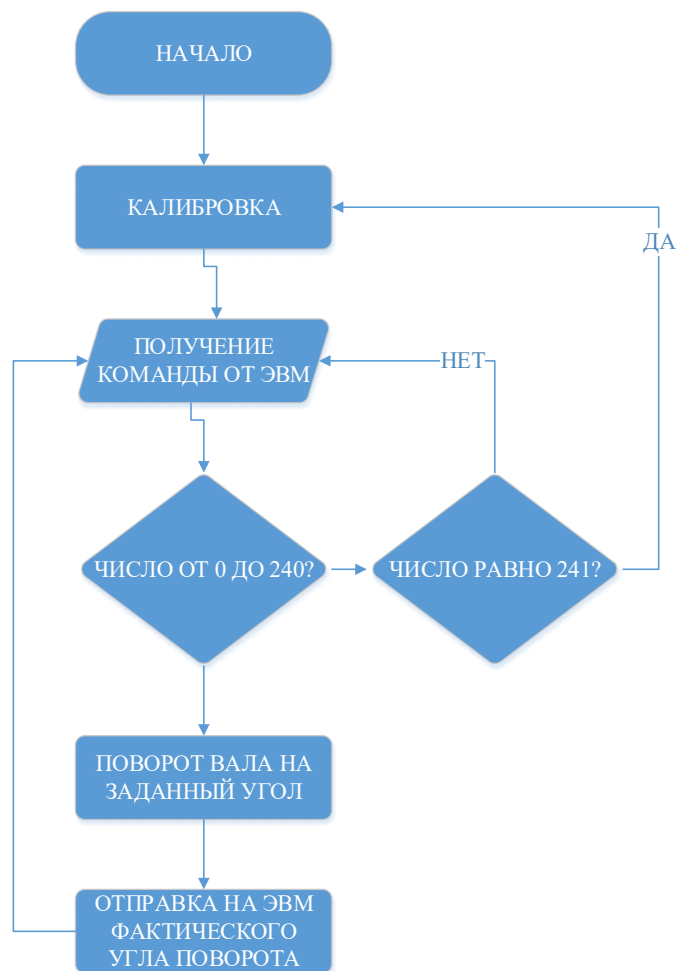 НАЧАЛО
КАЛИБРОВКА
ДА
ПОЛУЧЕНИЕ
КОМАНДЫ ОТ ЭВМ
НЕТ
ЧИСЛО ОТ 0 ДО 240?
ЧИСЛО РАВНО 241?
ПОВОРОТ ВАЛА НА
ЗАДАННЫЙ УГОЛ
ОТПРАВКА НА ЭВМ
ФАКТИЧЕСКОГО
УГЛА ПОВОРОТА